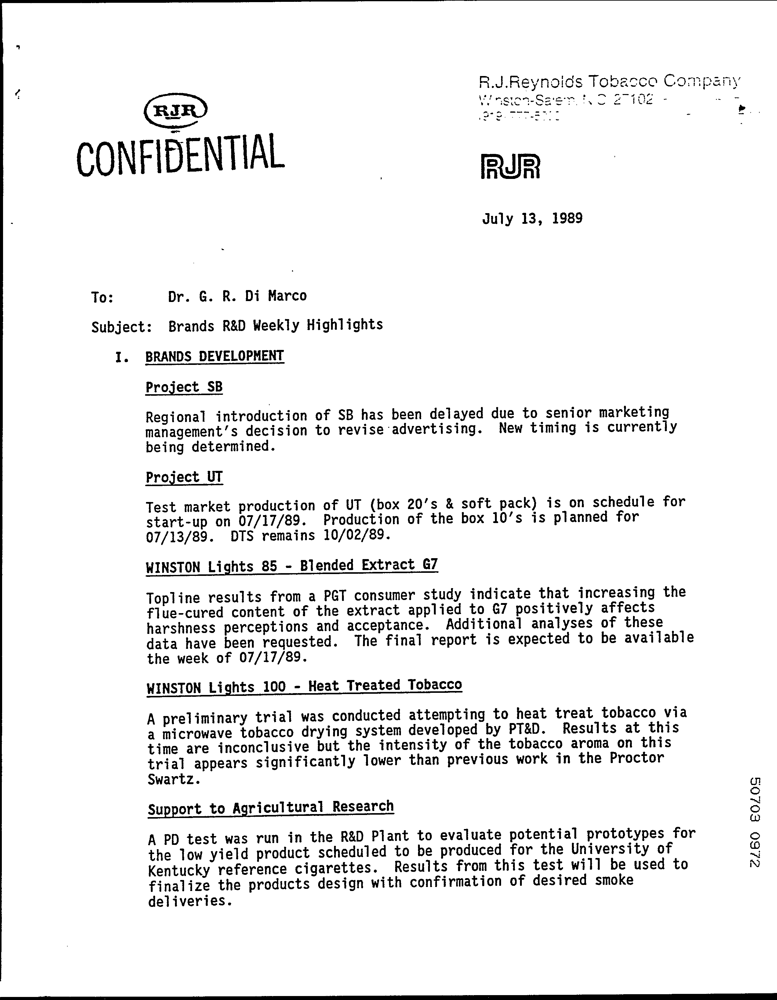 R.J.Reynolds Tobacco Company
Winston-Salem, N.C. 27102
RJR
CONFIDENTIAL
RJR
July 13, 1989
To: Dr. G. R. Di Marco
Subject: Brands R&D Weekly Highlights
I. BRANDS DEVELOPMENT
Project SB
Regional introduction of SB has been delayed due to senior marketing
management's decision to revise advertising. New timing is currently
being determined.
Project UT
Test market production of UT (box 20's & soft pack) is on schedule for
start-up on 07/17/89. Production of the box 10's is planned for
07/13/89. DTS remains 10/02/89.
WINSTON Lights 85 - Blended Extract G7
Topline results from a PGT consumer study indicate that increasing the
flue-cured content of the extract applied to G7 positively affects
harshness perceptions and acceptance. Additional analyses of these
data have been requested. The final report is expected to be available
the week of 07/17/89.
WINSTON Lights 100 - Heat Treated Tobacco
A preliminary trial was conducted attempting to heat treat tobacco via
a microwave tobacco drying system developed by PT&D. Results at this
time are inconclusive but the intensity of the tobacco aroma on this
trial appears significantly lower than previous work in the Proctor
Swartz.
Support to Agricultural Research
A PD test was run in the R&D Plant to evaluate potential prototypes for
the low yield product scheduled to be produced for the University of
Kentucky reference cigarettes. Results from this test will be used to
finalize the products design with confirmation of desired smoke
deliveries.
50703 0972